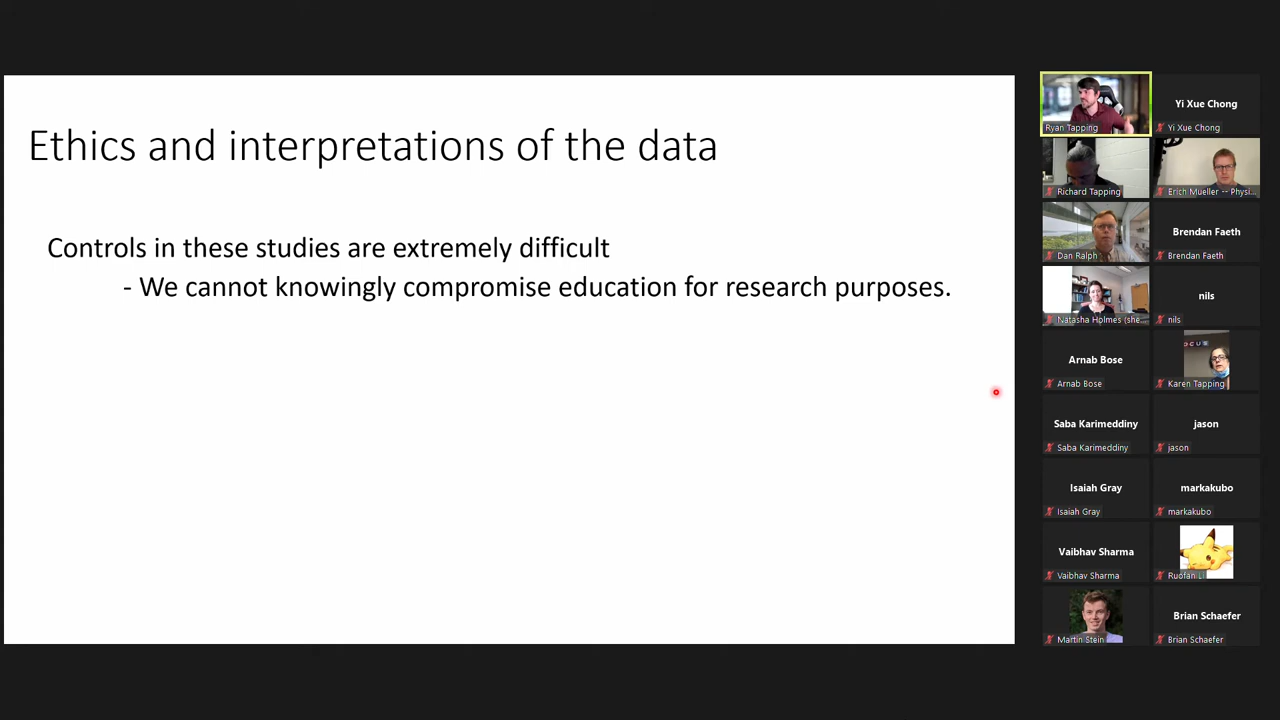 Ethics and interpretations of the data
Controls in these studies are extremely difficult
- We cannot knowingly compromise education for research purposes.
Ryan Tapping
Yi Xue Chong
Yi Xue Chong
Richard Tapping
Erich Mueller -- Physi...
Dan Ralph
Brendan Faeth
Brendan Faeth
Natasha Holmes (she...
nils
nils
Arnab Bose
Arnab Bose
OCUS
Karen Tapping
Saba Karimeddiny
Saba Karimeddiny
jason
jason
Isaiah Gray
Isaiah Gray
markakubo
markakubo
Vaibhav Sharma
Vaibhav Sharma
Ruofan Li
Martin Stein
Brian Schaefer
Brian Schaefer